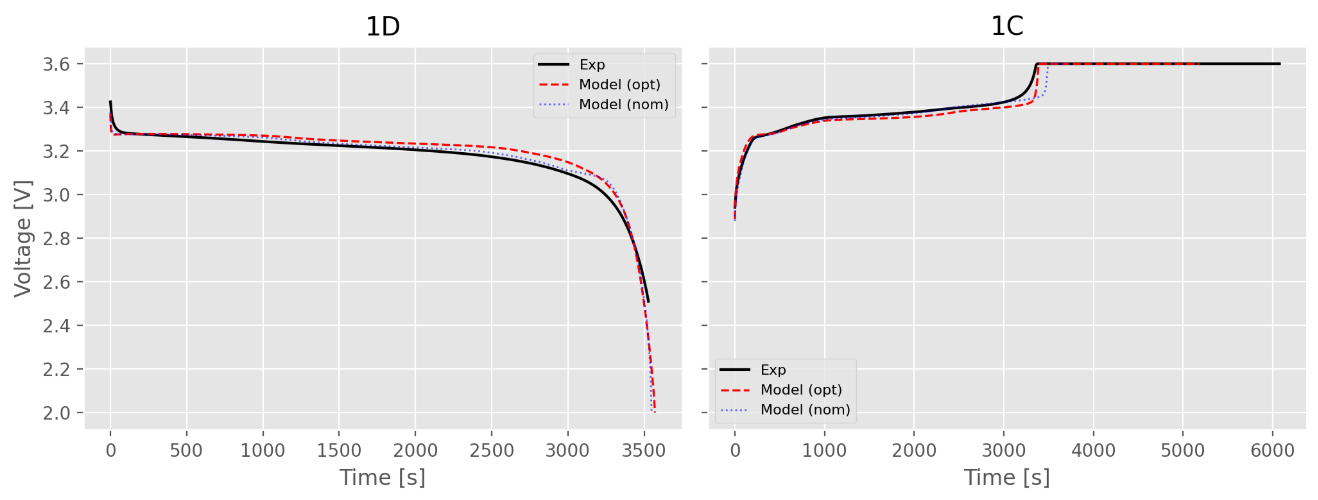 1D
1C
3.6
3.4
3.2
3.0
2.8
2.6
2.4
2.2
2.0
Voltage [V]
Exp
Model (opt)
Model (nom)
Exp
Model (opt)
Model (nom)
0 500 1000 1500 2000 2500 3000 3500
0 1000 2000 3000 4000 5000 6000
Time [s]
Time [s]